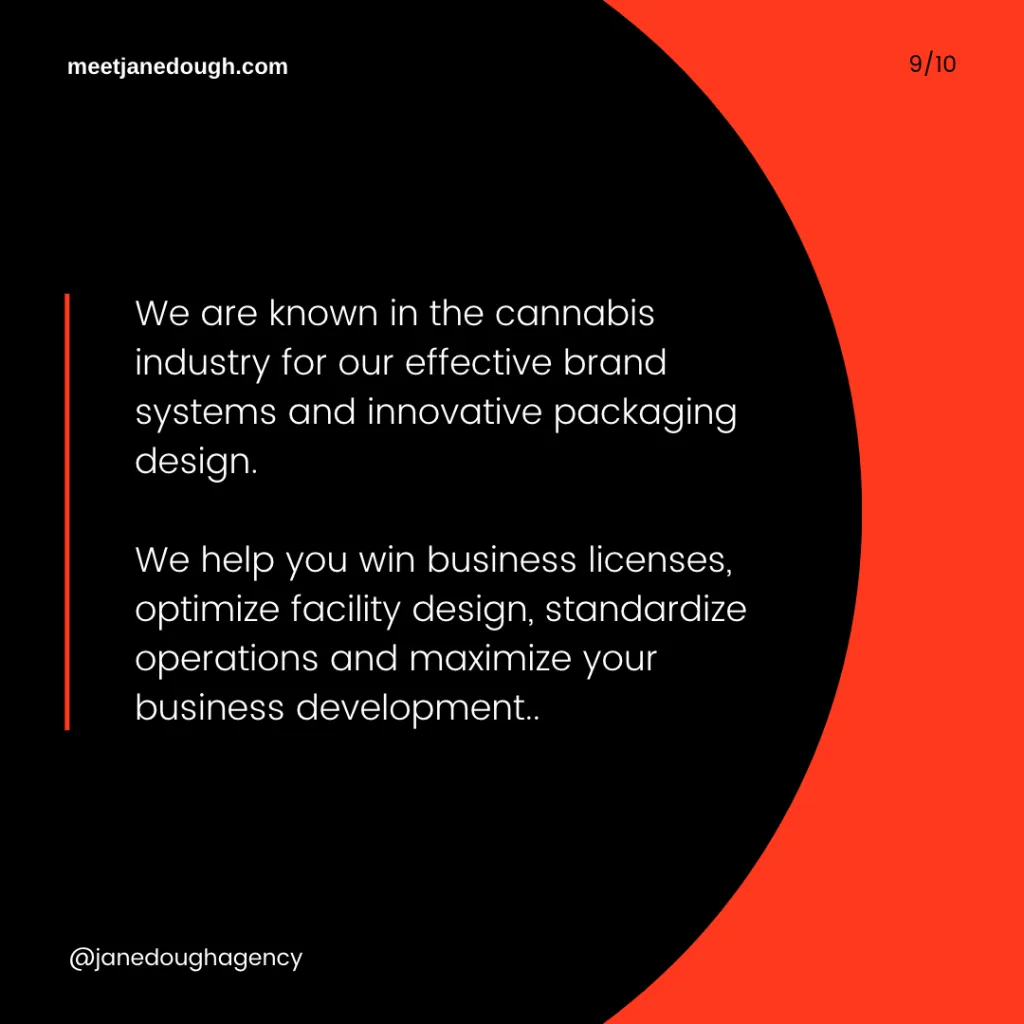 meetjanedough.com
9/10
We are known in the cannabis
industry for our effective brand
systems and innovative packaging
design.
We help you win business licenses,
optimize facility design, standardize
operations and maximize your
business development..
@janedoughagency